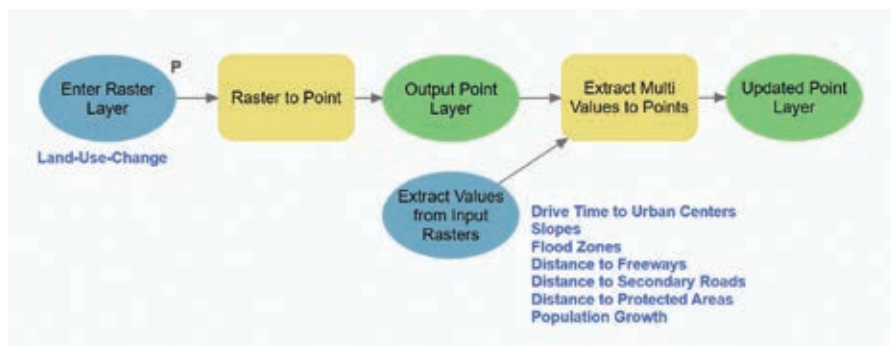 P
Enter Raster
Layer
Raster to Point
Output Point
Layer
Extract Multi
Values to Points
Updated Point
Layer
Land-Use-Change
Extract Values
from Input
Rasters
Drive Time to Urban Centers
Slopes
Flood Zones
Distance to Freeways
Distance to Secondary Roads
Distance to Protected Areas
Population Growth